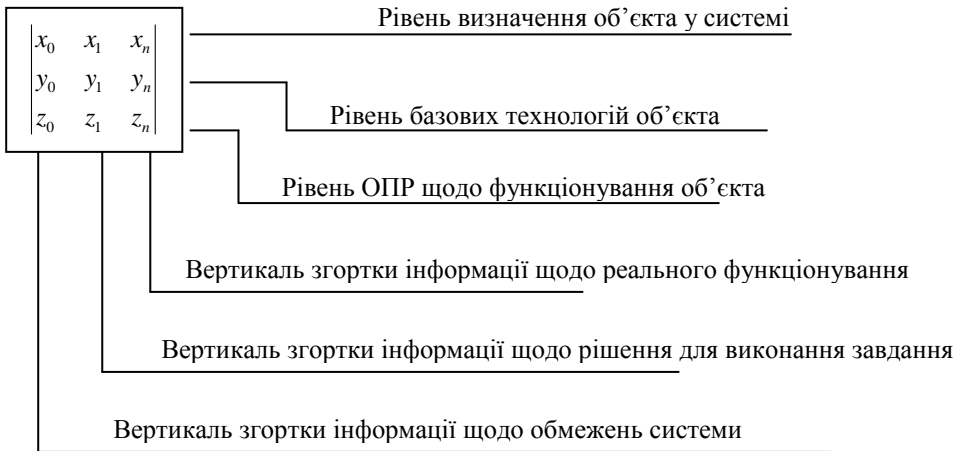 Рівень визначення об’єкта у системі
x₀ x₁ xₙ
y₀ y₁ yₙ
z₀ z₁ zₙ
Рівень базових технологій об’єкта
Рівень ОПР щодо функціонування об’єкта
Вертикаль згортки інформації щодо реального функціонування
Вертикаль згортки інформації щодо рішення для виконання завдання
Вертикаль згортки інформації щодо обмежень системи